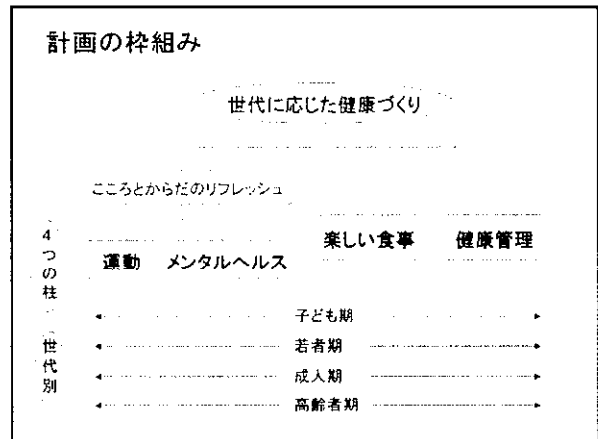 計画の枠組み
世代に応じた健康づくり
こころとからだのリフレッシュ
4つの柱
運動
メンタルヘルス
楽しい食事
健康管理
世代別
子ども期
若者期
成人期
高齢者期